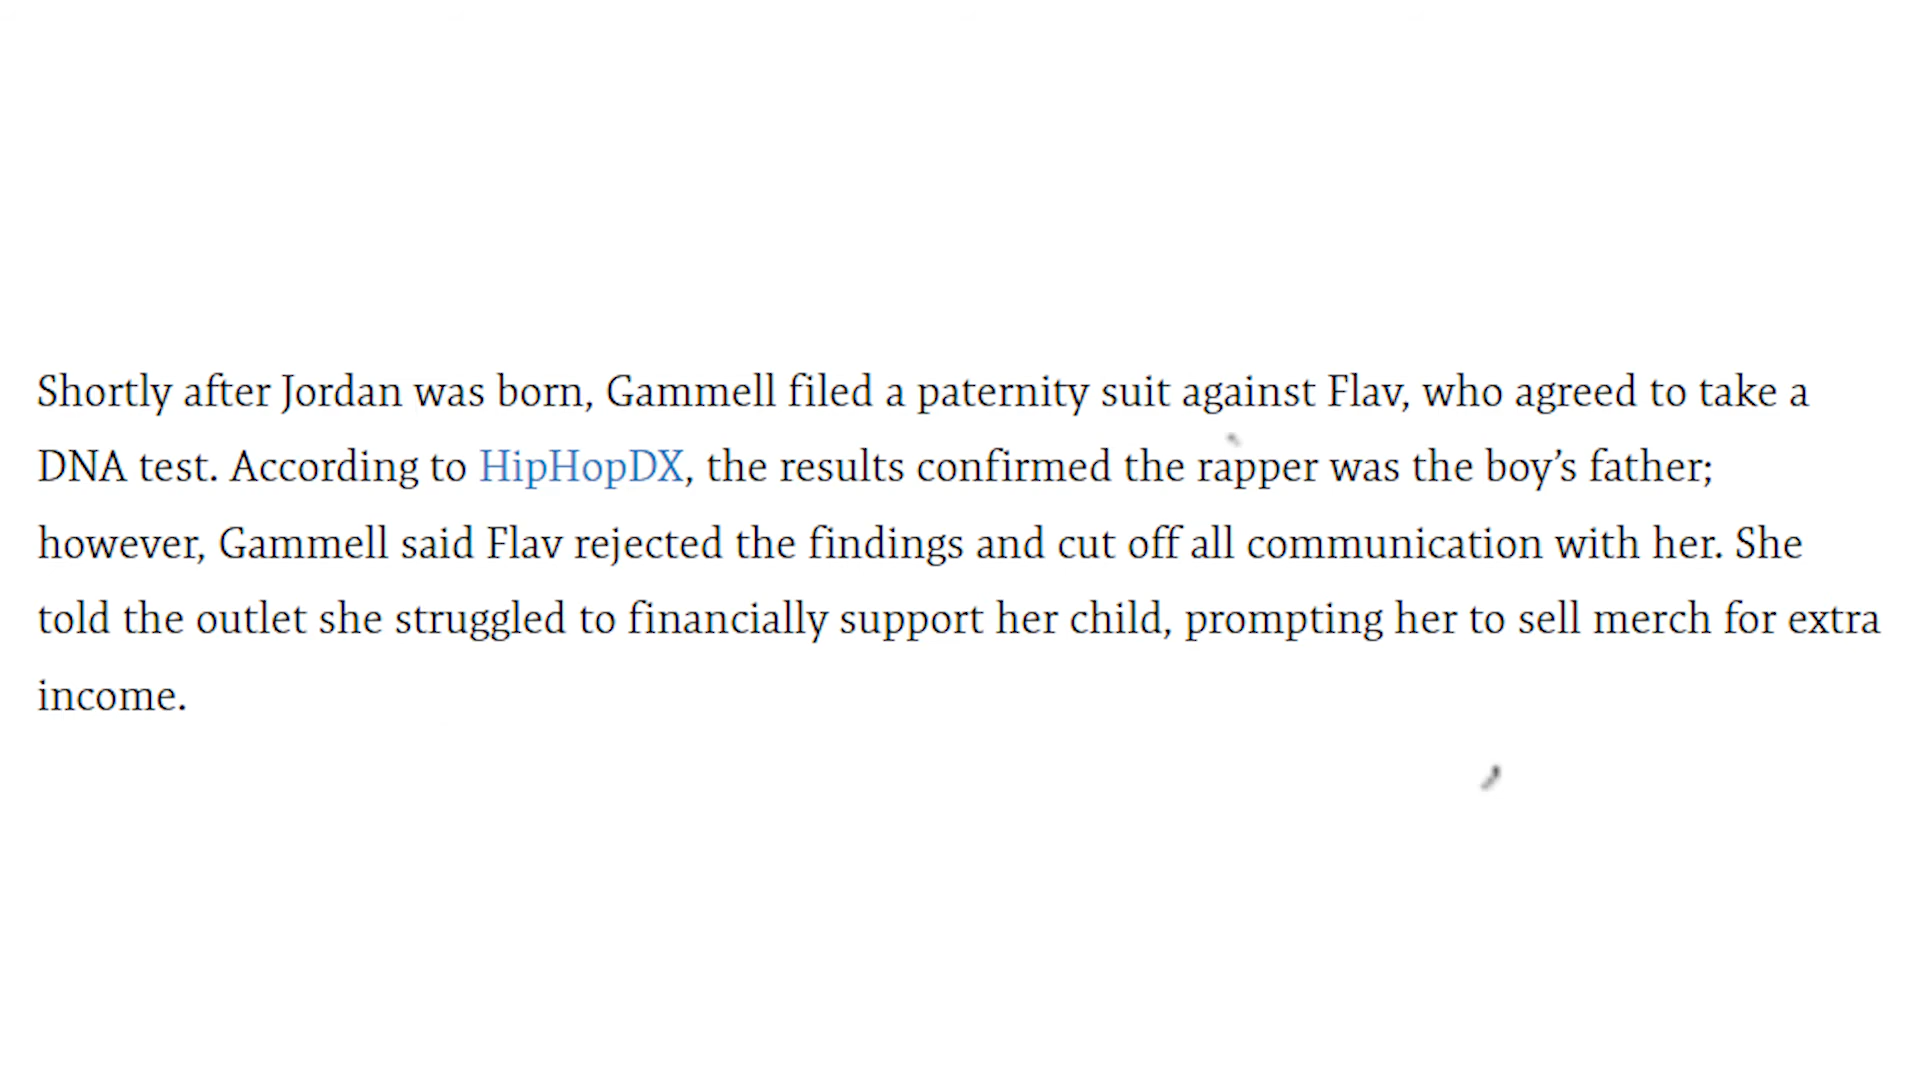 Shortly after Jordan was born, Gammell filed a paternity suit against Flav, who agreed to take a
DNA test. According to HipHopDX, the results confirmed the rapper was the boy’s father;
however, Gammell said Flav rejected the findings and cut off all communication with her. She
told the outlet she struggled to financially support her child, prompting her to sell merch for extra
income.